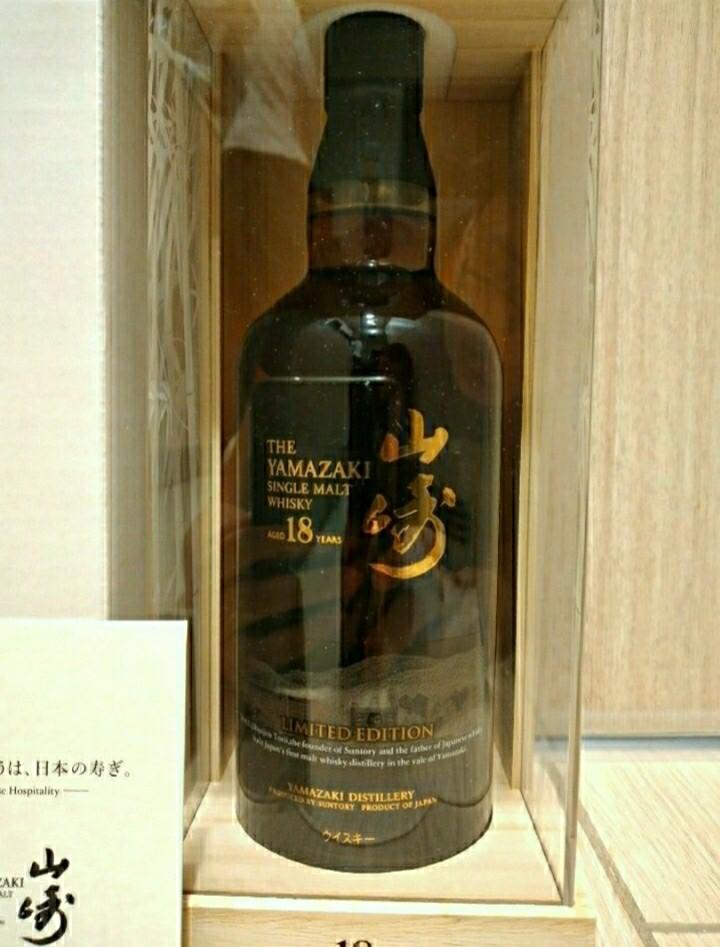 THE
YAMAZAKI
SINGLE MALT
WHISKY
AGED 18 YEARS
山崎
LIMITED EDITION
the founder of Suntory and the father of Japanese
Japan's first malt whisky distillery in the vale of Yamazaki.
YAMAZAKI DISTILLERY
PRODUCED BY SUNTORY PRODUCT OF JAPAN
ウイスキー
は、日本の寿ぎ。
Hospitality
山崎
18